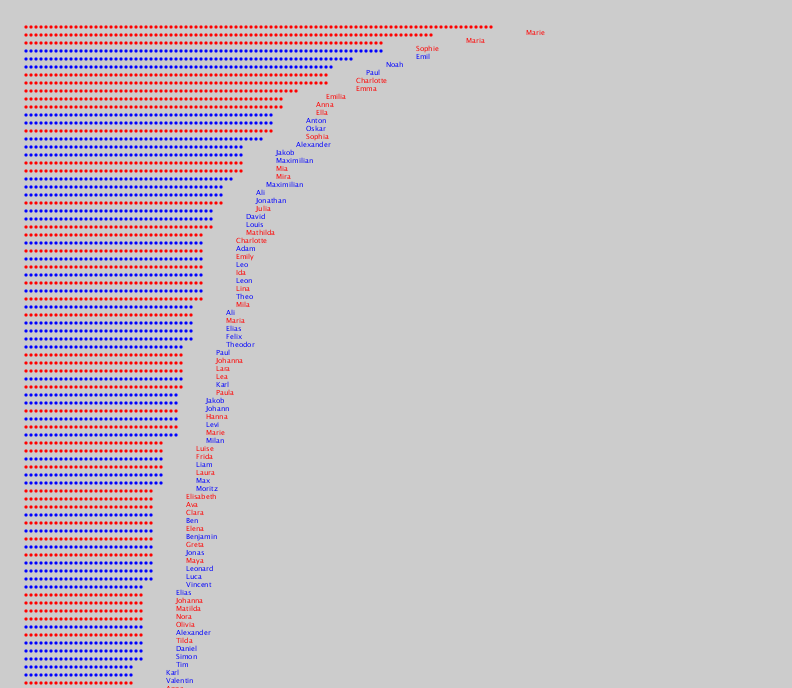 Marie
Maria
Sophie
Emil
Noah
Paul
Charlotte
Emma
Emilia
Anna
Ella
Anton
Oskar
Sophia
Alexander
Jakob
Maximilian
Mia
Mira
Maximilian
Ali
Jonathan
Julia
David
Louis
Mathilda
Charlotte
Adam
Emily
Leo
Ida
Leon
Lina
Theo
Mila
Ali
Maria
Elias
Felix
Theodor
Paul
Johanna
Lara
Lea
Karl
Paula
Jakob
Johann
Hanna
Levi
Marie
Milan
Luise
Frida
Liam
Laura
Max
Moritz
Elisabeth
Ava
Clara
Ben
Elena
Benjamin
Greta
Jonas
Maya
Leonard
Luca
Vincent
Elias
Johanna
Matilda
Nora
Olivia
Alexander
Tilda
Daniel
Simon
Tim
Karl
Valentin